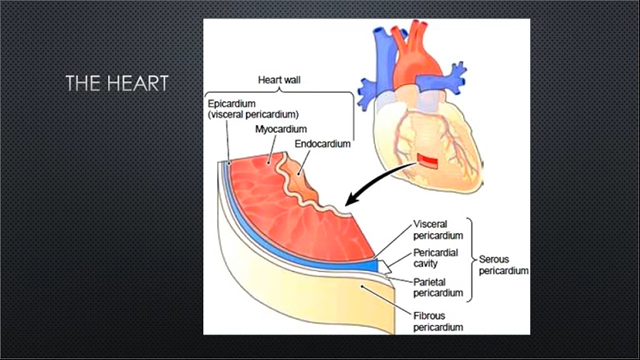 THE HEART
Heart wall
Epicardium
(visceral pericardium)
Myocardium
Endocardium
Visceral
pericardium
Pericardial
cavity
Parietal
pericardium
Serous
pericardium
Fibrous
pericardium